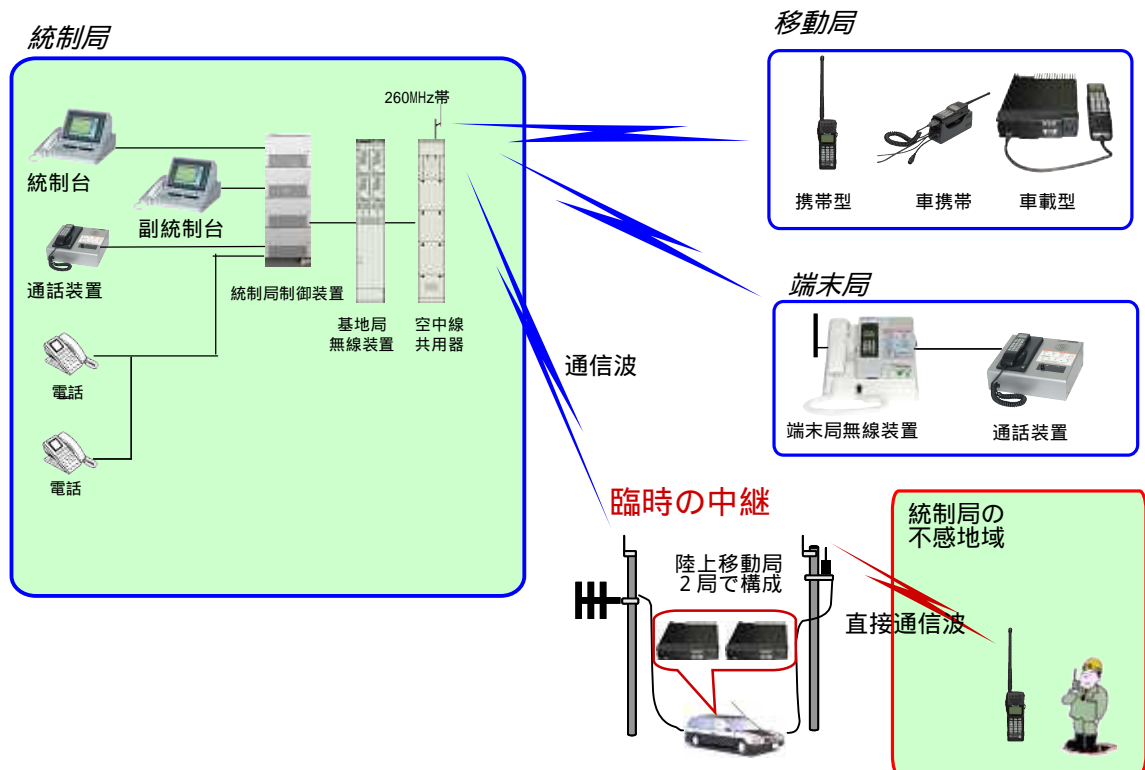 統制局
260MHz帯
統制台
副統制台
通話装置
統制局制御装置
基地局
無線装置
空中線
共用器
電話
電話
移動局
携帯型
車携帯
車載型
端末局
端末局無線装置
通話装置
通信波
臨時の中継
陸上移動局
２局で構成
直接通信波
統制局の
不感地域